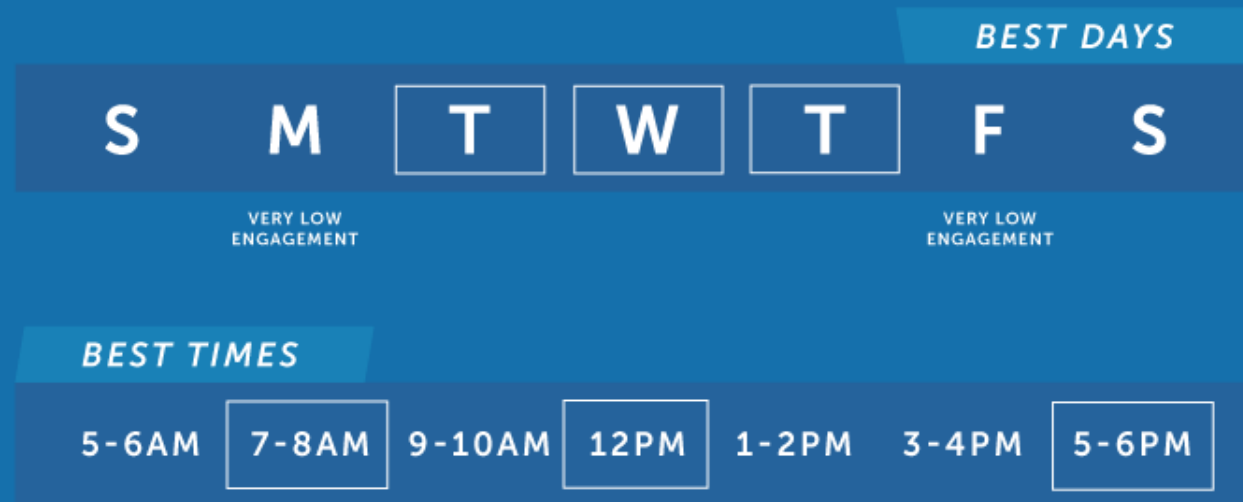 BEST DAYS
S M T W T F S
VERY LOW VERY LOW
ENGAGEMENT ENGAGEMENT
BEST TIMES
5-6AM 7-8AM 9-10AM 12PM 1-2PM 3-4PM 5-6PM